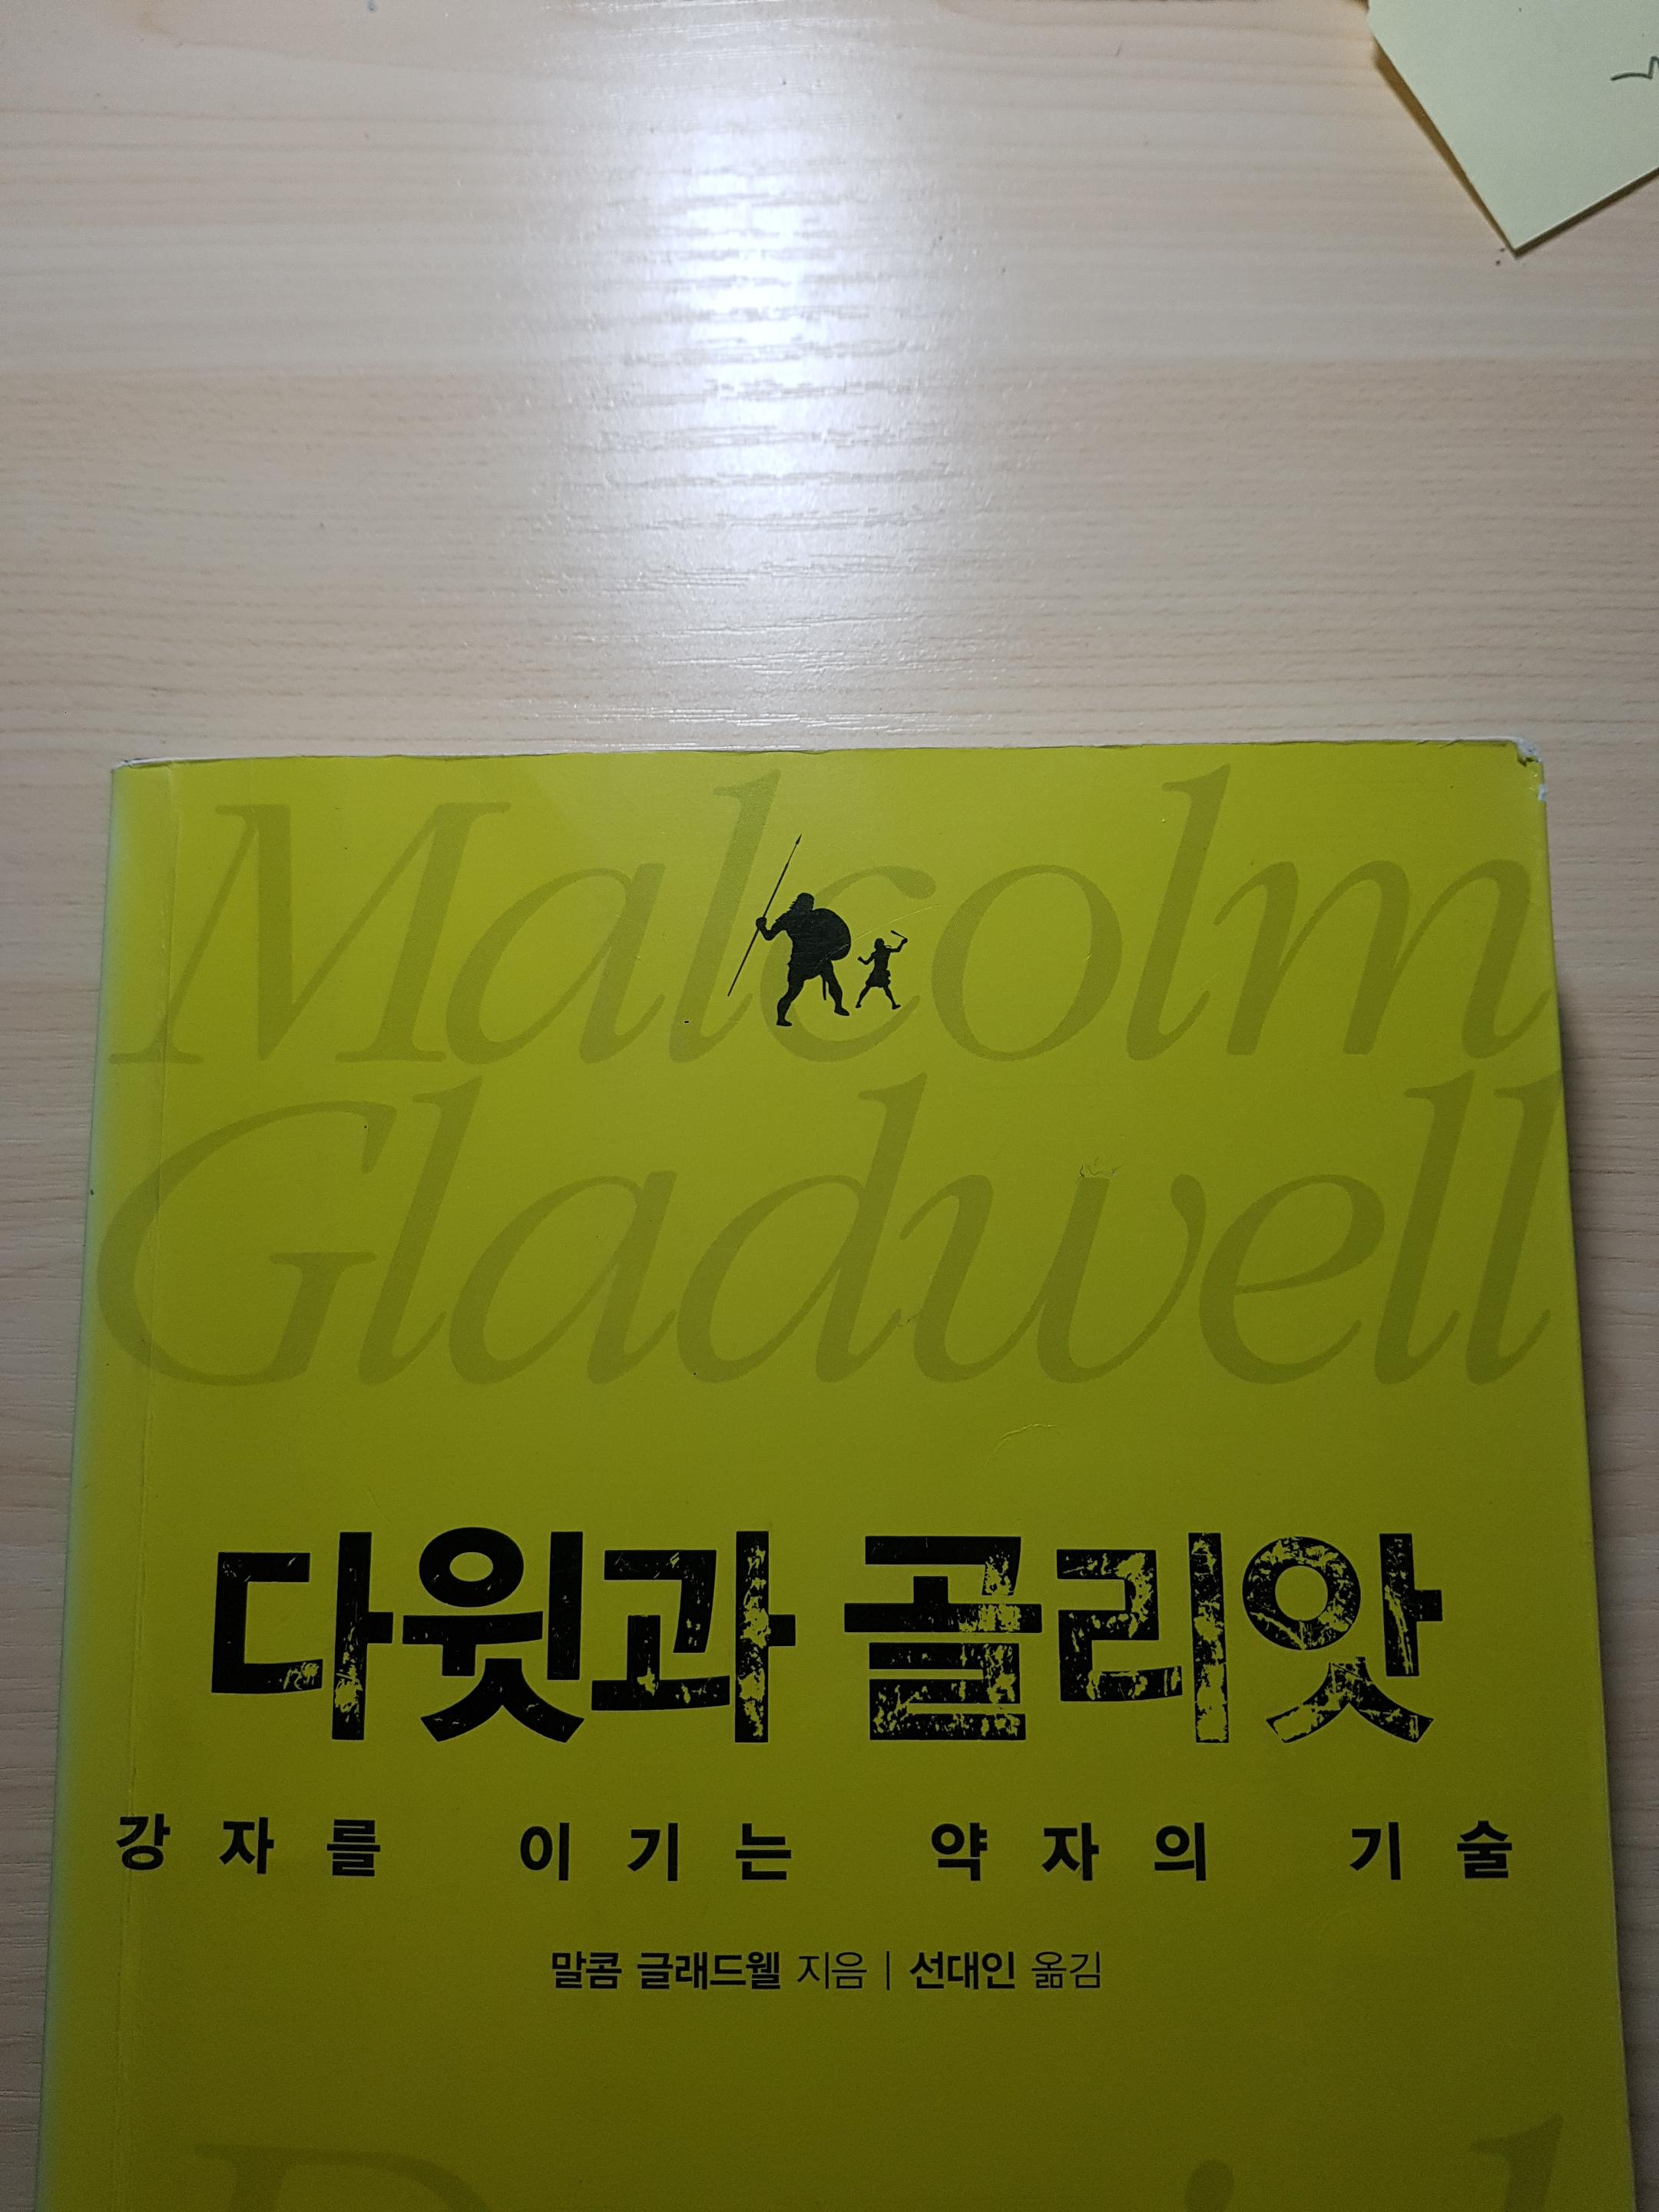 Malcolm
Gladwell
다윗과 골리앗
강자를 이기는 약자의 기술
말콤 글래드웰 지음 | 선대인 옮김